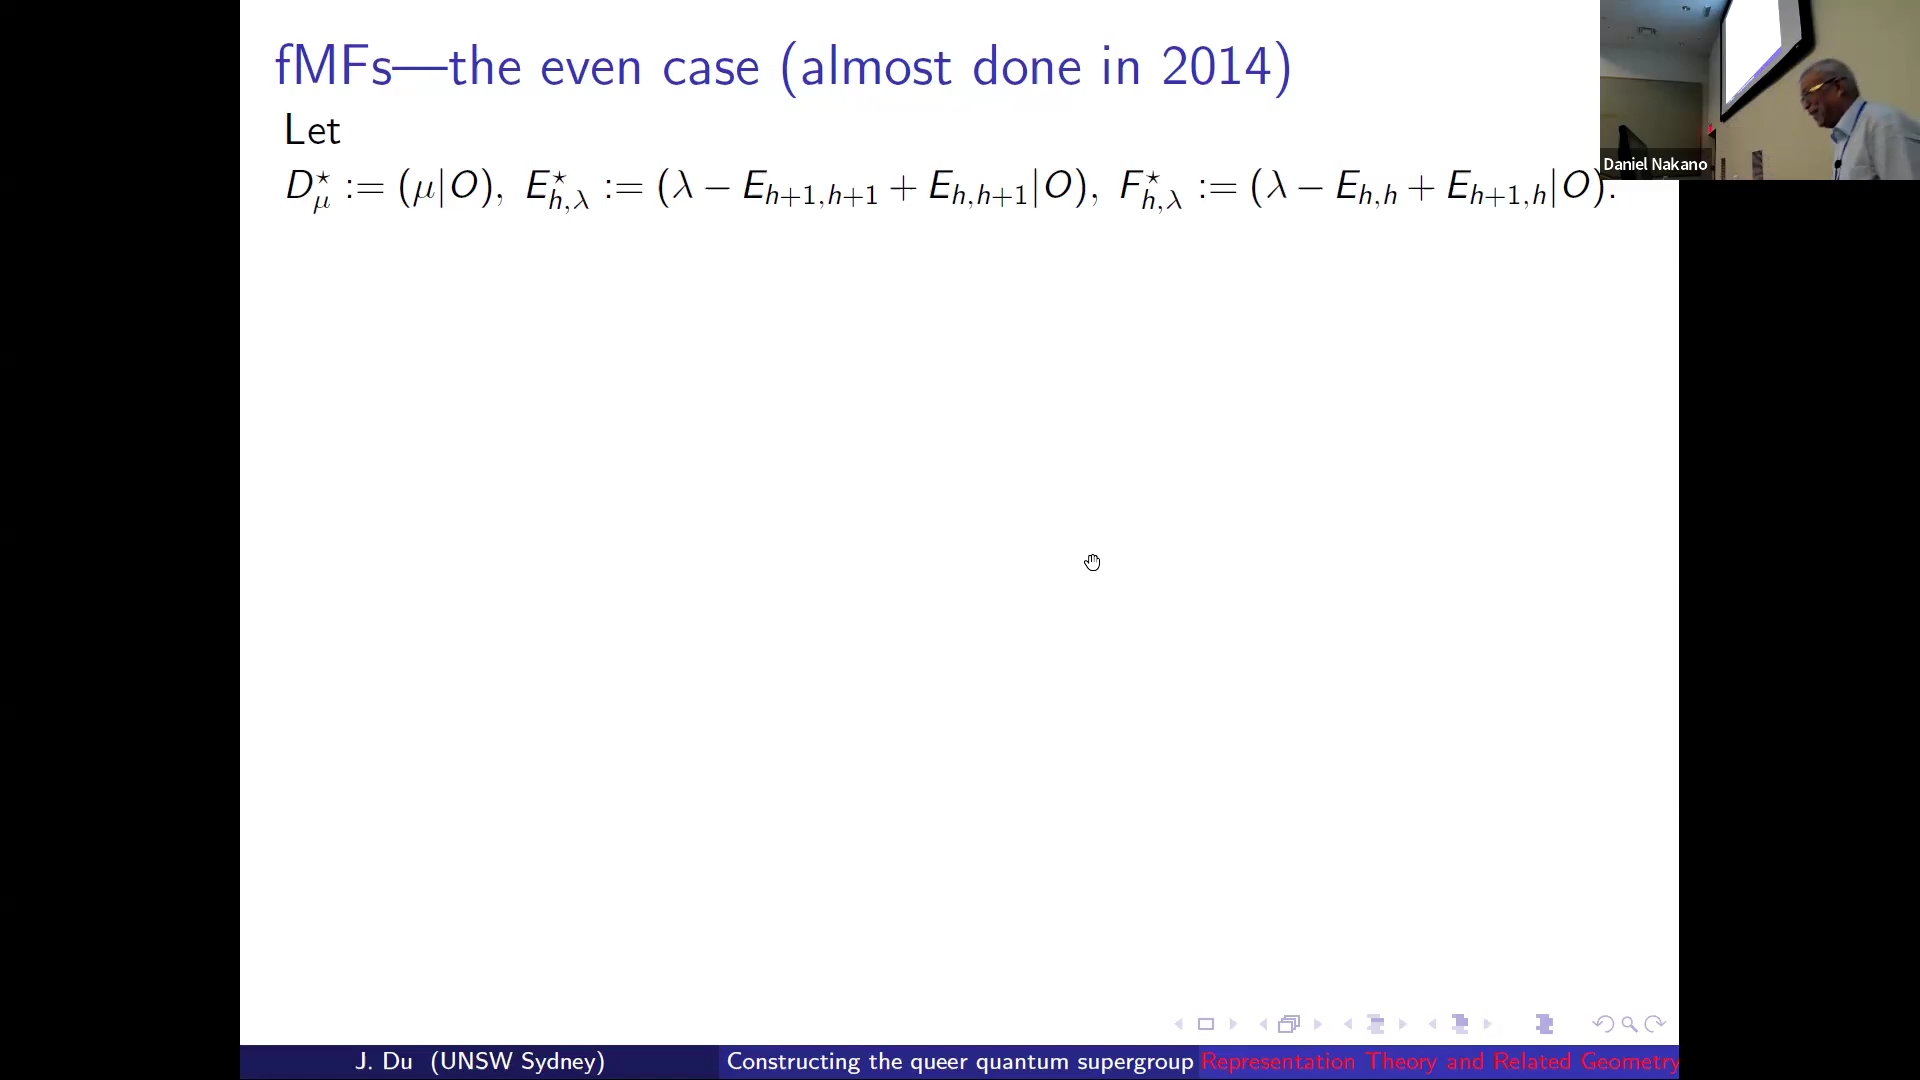 fMFs—the even case (almost done in 2014)
Let
D⋆μ := (μ|O), E⋆h,λ := (λ − Eh+1,h+1 + Eh,h+1|O), F⋆h,λ := (λ − Eh,h + Eh+1,h|O).
Daniel Nakano
J. Du (UNSW Sydney) Constructing the queer quantum supergroup Representation Theory and Related Geometry